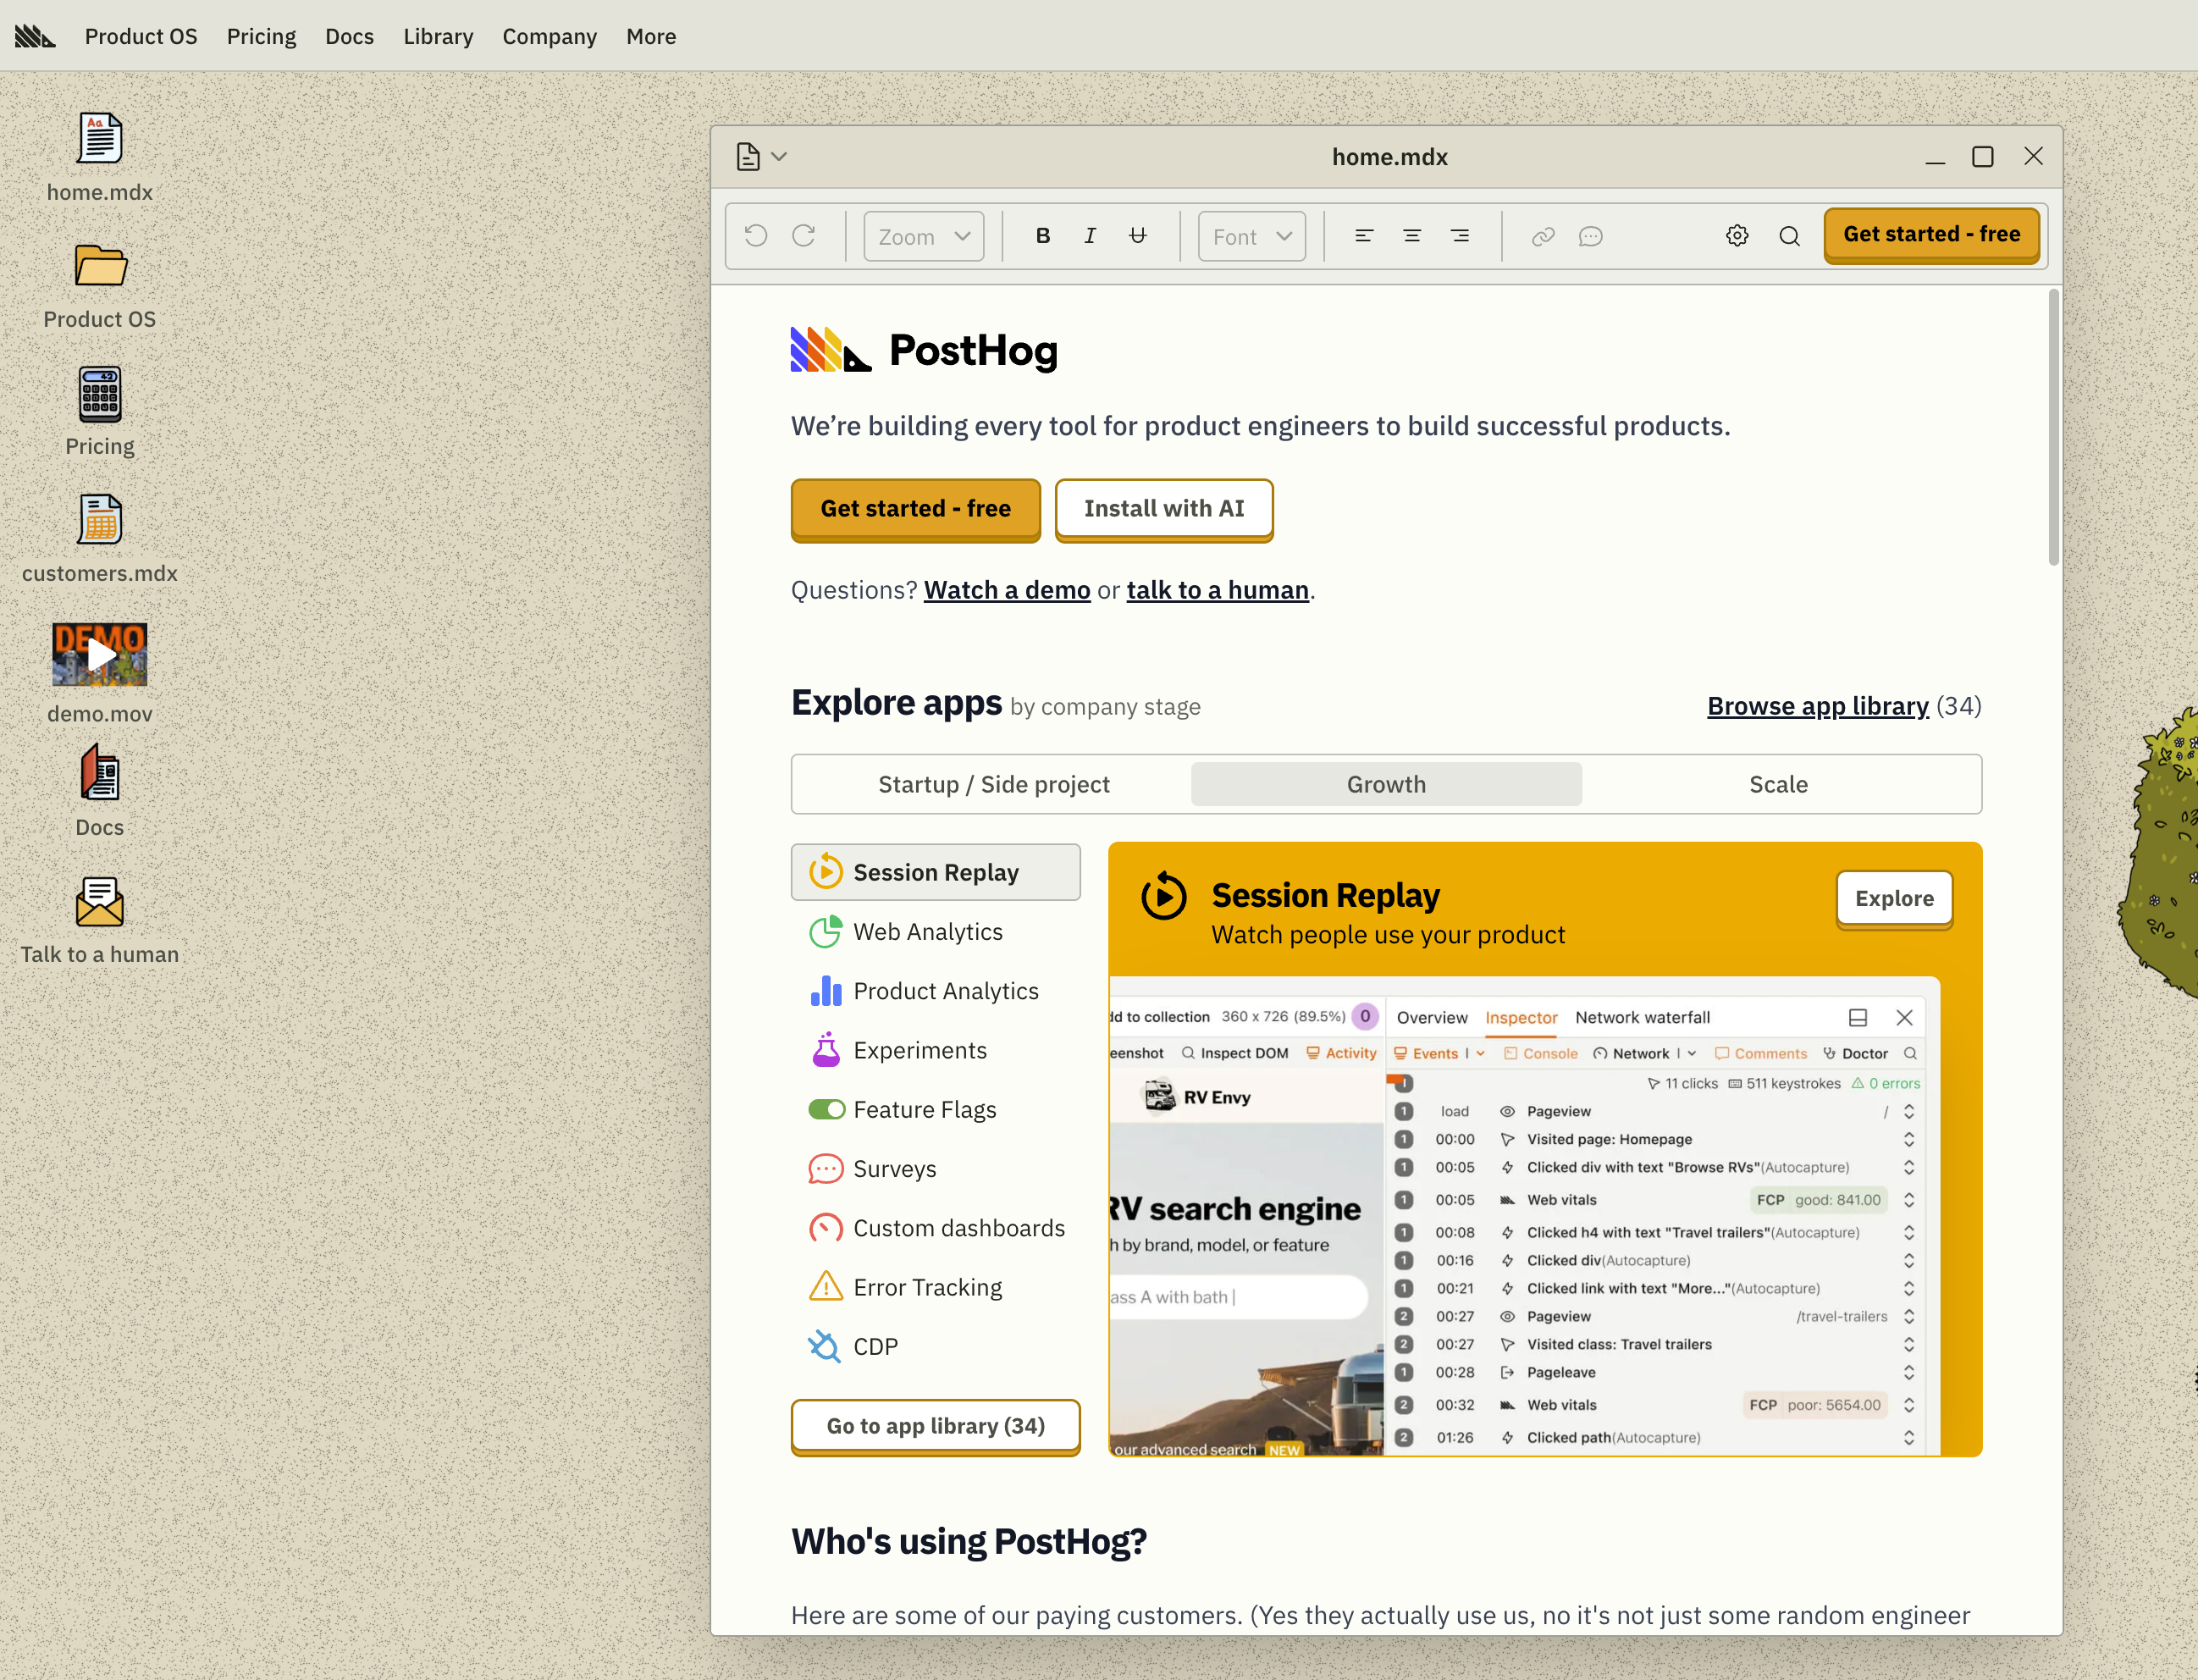 Product OS Pricing Docs Library Company More
home.mdx
Product OS
Pricing
customers.mdx
DEMO
demo.mov
Docs
Talk to a human
home.mdx
Zoom B I U Font Get started - free
PostHog
We're building every tool for product engineers to build successful products.
Get started - free Install with AI
Questions? Watch a demo or talk to a human.
Explore apps by company stage Browse app library (34)
Startup / Side project Growth Scale
Session Replay
Web Analytics
Product Analytics
Experiments
Feature Flags
Surveys
Custom dashboards
Error Tracking
CDP
Go to app library (34)
Session Replay Explore
Watch people use your product
dd to collection 360 x 726 (89.5%) 0 Overview Inspector Network waterfall
eenshot Inspect DOM Activity Events Console Network Comments Doctor
11 clicks 511 keystrokes 0 errors
RV Envy
RV search engine
h by brand, model, or feature
ass A with bath
our advanced search NEW
1 load Pageview /
1 00:00 Visited page: Homepage
1 00:05 Clicked div with text "Browse RVs"(Autocapture)
1 00:05 Web vitals FCP good: 841.00
1 00:08 Clicked h4 with text "Travel trailers"(Autocapture)
1 00:16 Clicked div(Autocapture)
1 00:21 Clicked link with text "More..."(Autocapture)
2 00:27 Pageview /travel-trailers
2 00:27 Visited class: Travel trailers
1 00:28 Pageleave
2 00:32 Web vitals FCP poor: 5654.00
2 01:26 Clicked path(Autocapture)
Who's using PostHog?
Here are some of our paying customers. (Yes they actually use us, no it's not just some random engineer